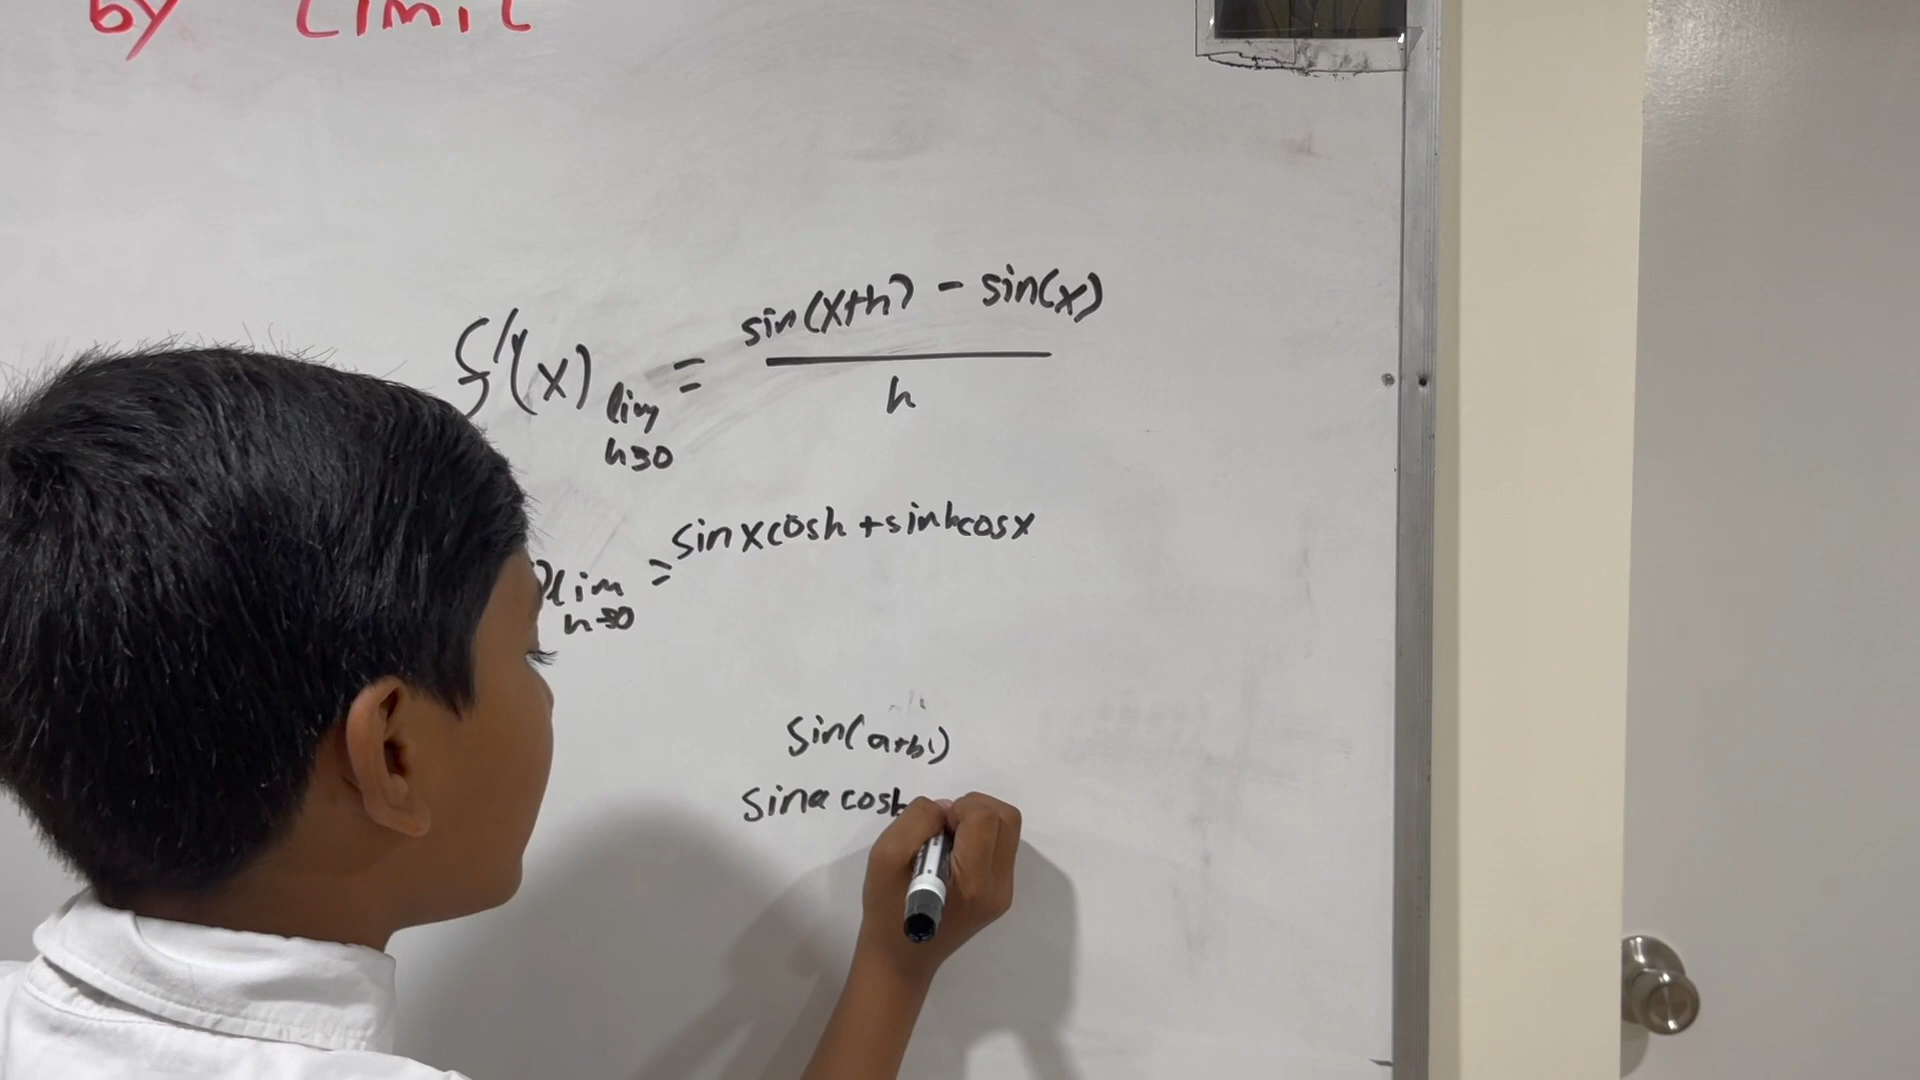 by Limit
sin(x+h) - sin(x)
f'(x) lim =
h
h→0
sinxcosh + sinhcosx
lim =
h→0
sin(a+b)
sina cosb